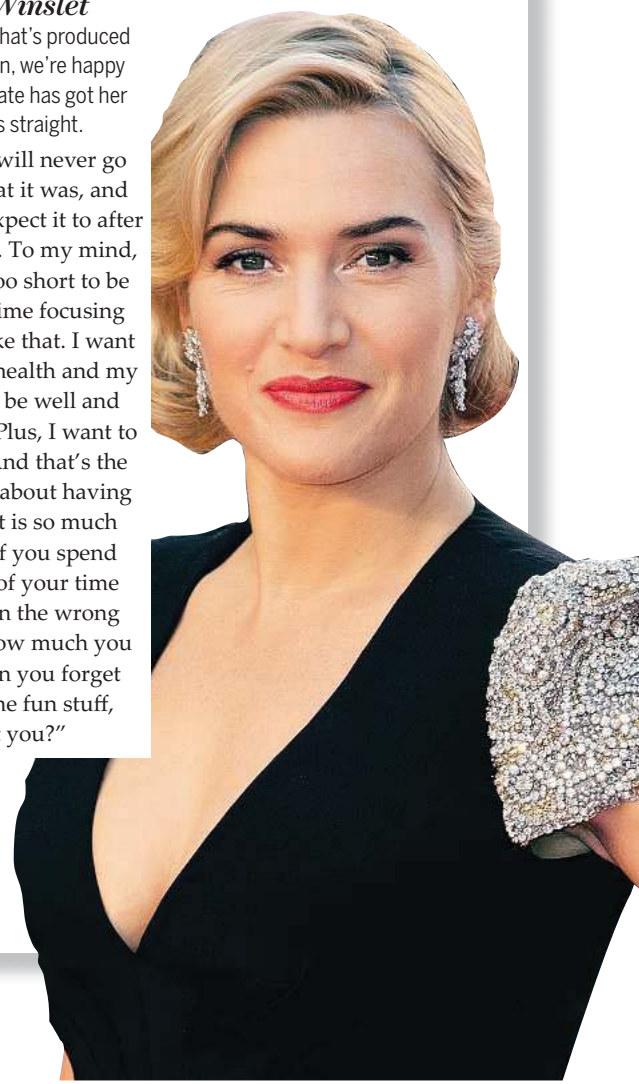 Winslet
hat's produced
n, we're happy
ate has got her
s straight.
will never go
at it was, and
xpect it to after
. To my mind,
oo short to be
ime focusing
ke that. I want
health and my
be well and
Plus, I want to
nd that's the
about having
t is so much
f you spend
of your time
n the wrong
ow much you
n you forget
he fun stuff,
t you?”